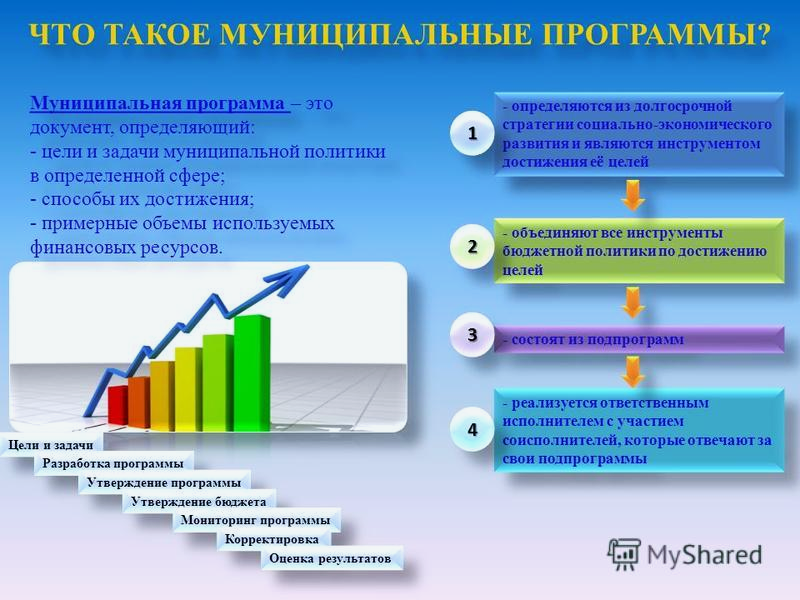 ЧТО ТАКОЕ МУНИЦИПАЛЬНЫЕ ПРОГРАММЫ?
Муниципальная программа – это
документ, определяющий:
- цели и задачи муниципальной политики
в определенной сфере;
- способы их достижения;
- примерные объемы используемых
финансовых ресурсов.
Цели и задачи
Разработка программы
Утверждение программы
Утверждение бюджета
Мониторинг программы
Корректировка
Оценка результатов
1
- определяются из долгосрочной
стратегии социально-экономического
развития и являются инструментом
достижения её целей
2
- объединяют все инструменты
бюджетной политики по достижению
целей
3
- состоят из подпрограмм
4
- реализуется ответственным
исполнителем с участием
соисполнителей, которые отвечают за
свои подпрограммы
MyShared